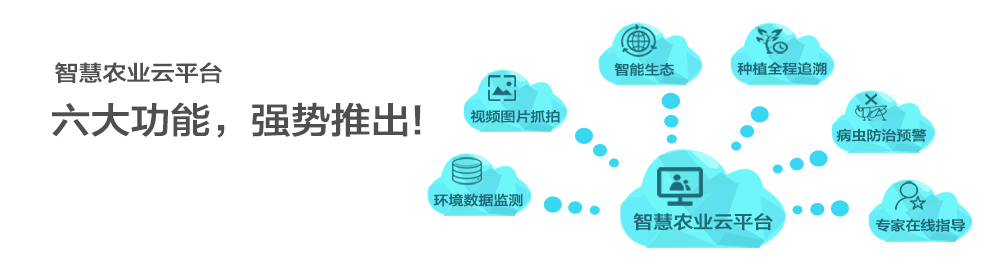 智慧农业云平台
六大功能，强势推出!
环境数据监测
视频图片抓拍
智能生态
种植全程追溯
病虫防治预警
专家在线指导
智慧农业云平台